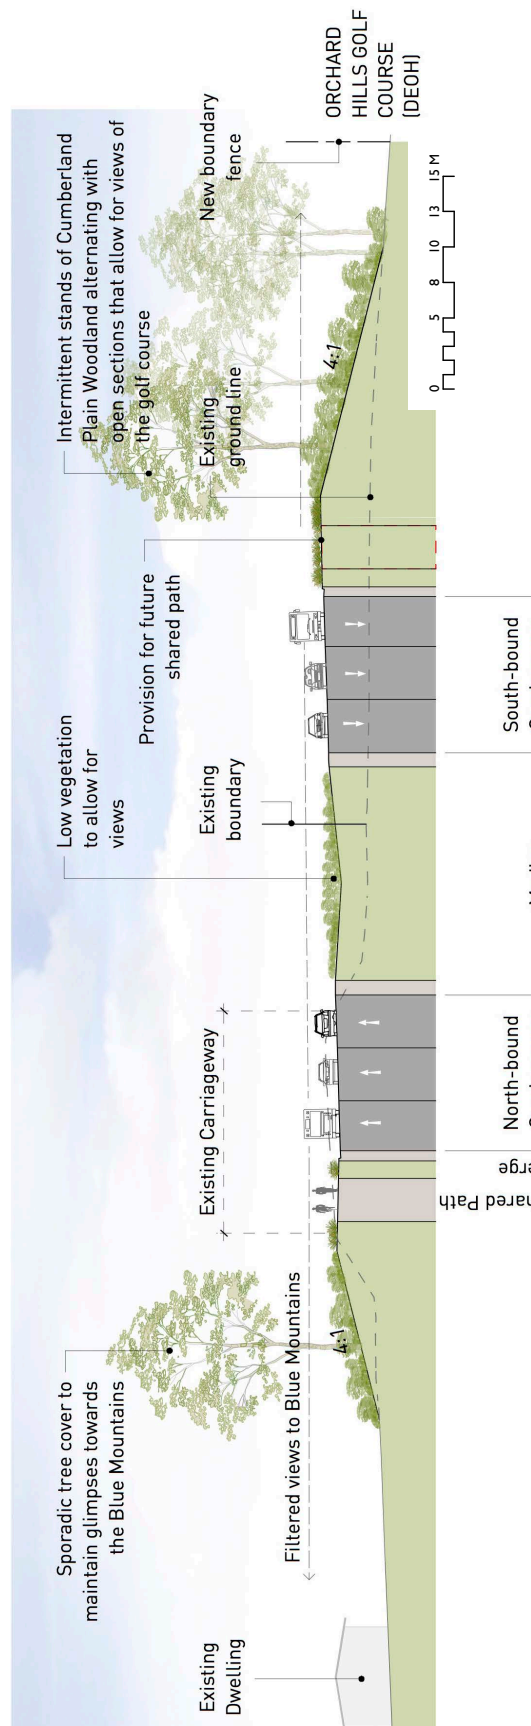 Existing
Dwelling
Sporadic tree cover to
maintain glimpses towards
the Blue Mountains
Filtered views to Blue Mountains
4:1
Existing Carriageway
Low vegetation
to allow for
views
Existing
boundary
Provision for future
shared path
Existing
ground line
Intermittent stands of Cumberland
Plain Woodland alternating with
open sections that allow for views of
the golf course
4:1
New boundary
fence
ORCHARD
HILLS GOLF
COURSE
(DEOH)
0 5 8 10 13 15 M
North-bound
South-bound
Path